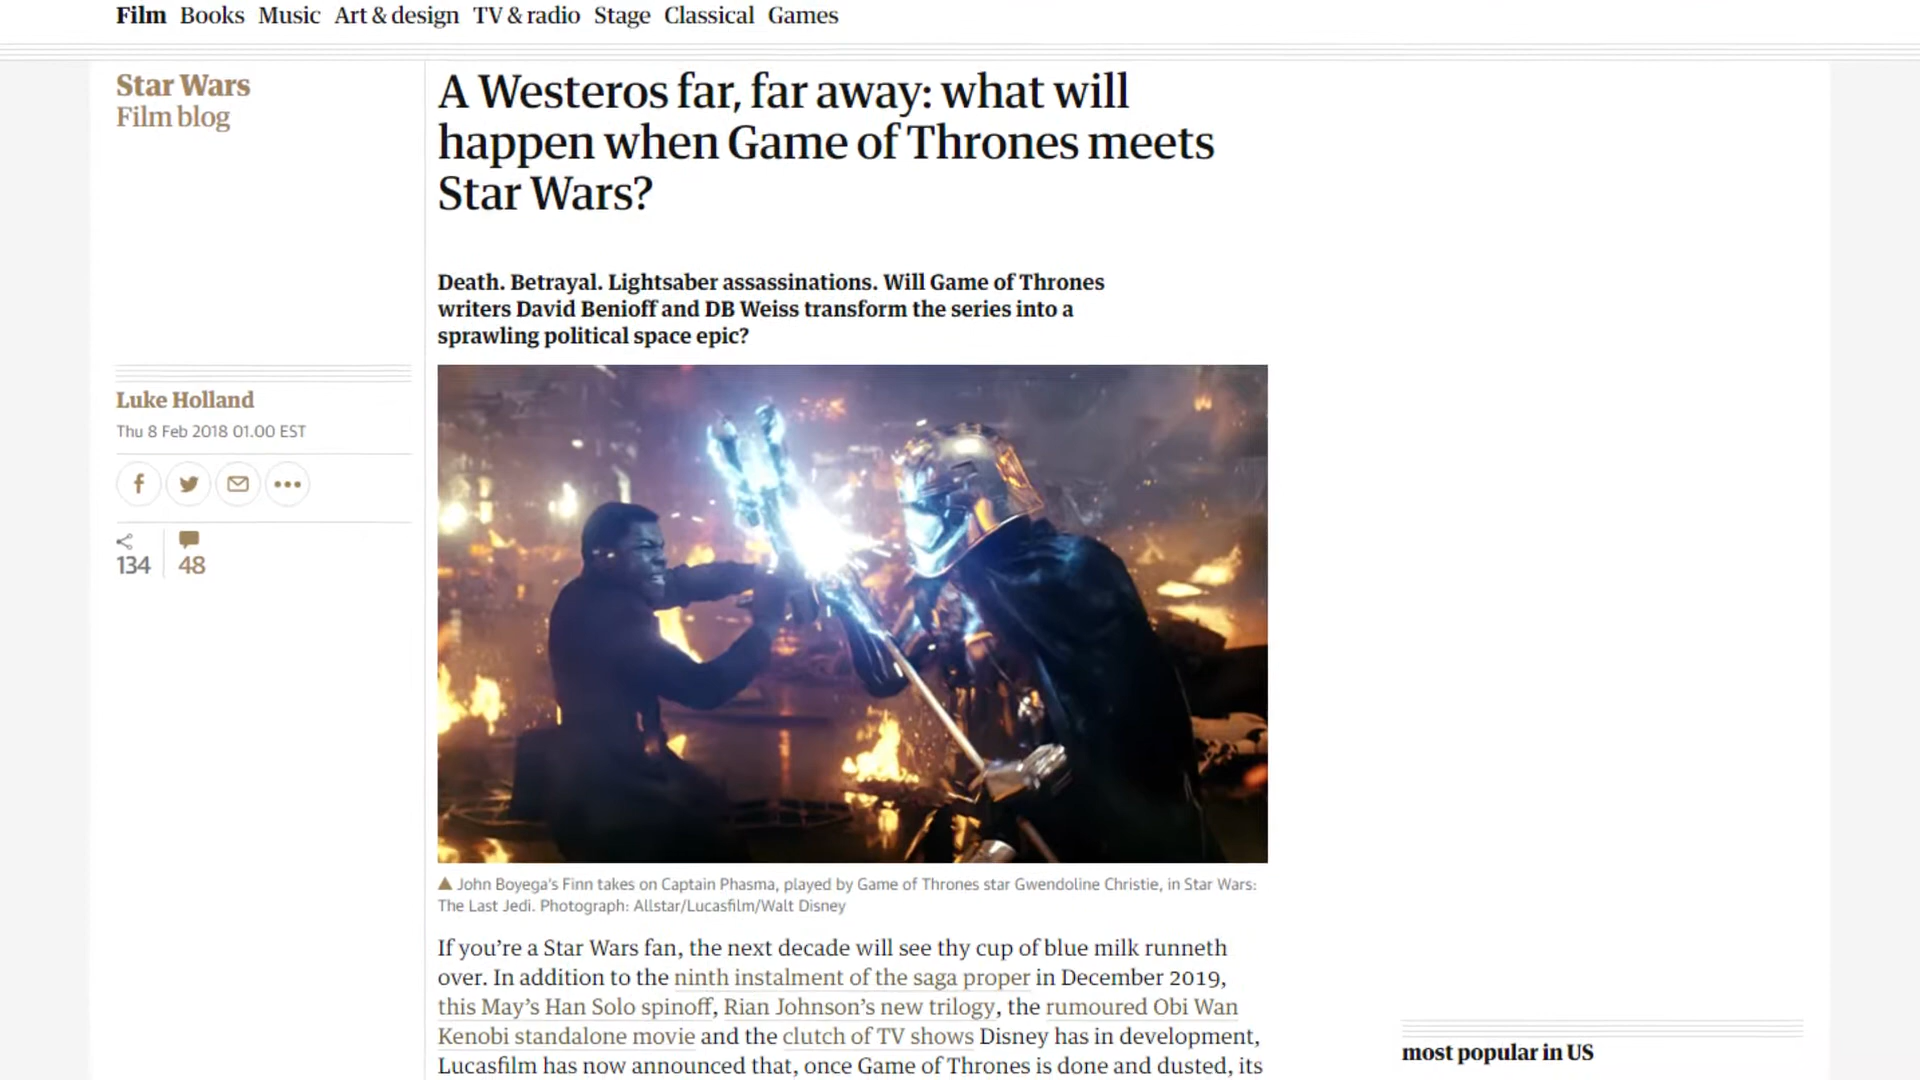 Film Books Music Art & design TV & radio Stage Classical Games
Star Wars
Film blog
A Westeros far, far away: what will
happen when Game of Thrones meets
Star Wars?
Death. Betrayal. Lightsaber assassinations. Will Game of Thrones
writers David Benioff and DB Weiss transform the series into a
sprawling political space epic?
Luke Holland
Thu 8 Feb 2018 01.00 EST
134 48
John Boyega's Finn takes on Captain Phasma, played by Game of Thrones star Gwendoline Christie, in Star Wars:
The Last Jedi. Photograph: Allstar/Lucasfilm/Walt Disney
If you're a Star Wars fan, the next decade will see thy cup of blue milk runneth
over. In addition to the ninth instalment of the saga proper in December 2019,
this May's Han Solo spinoff, Rian Johnson's new trilogy, the rumoured Obi Wan
Kenobi standalone movie and the clutch of TV shows Disney has in development,
Lucasfilm has now announced that, once Game of Thrones is done and dusted, its
most popular in US